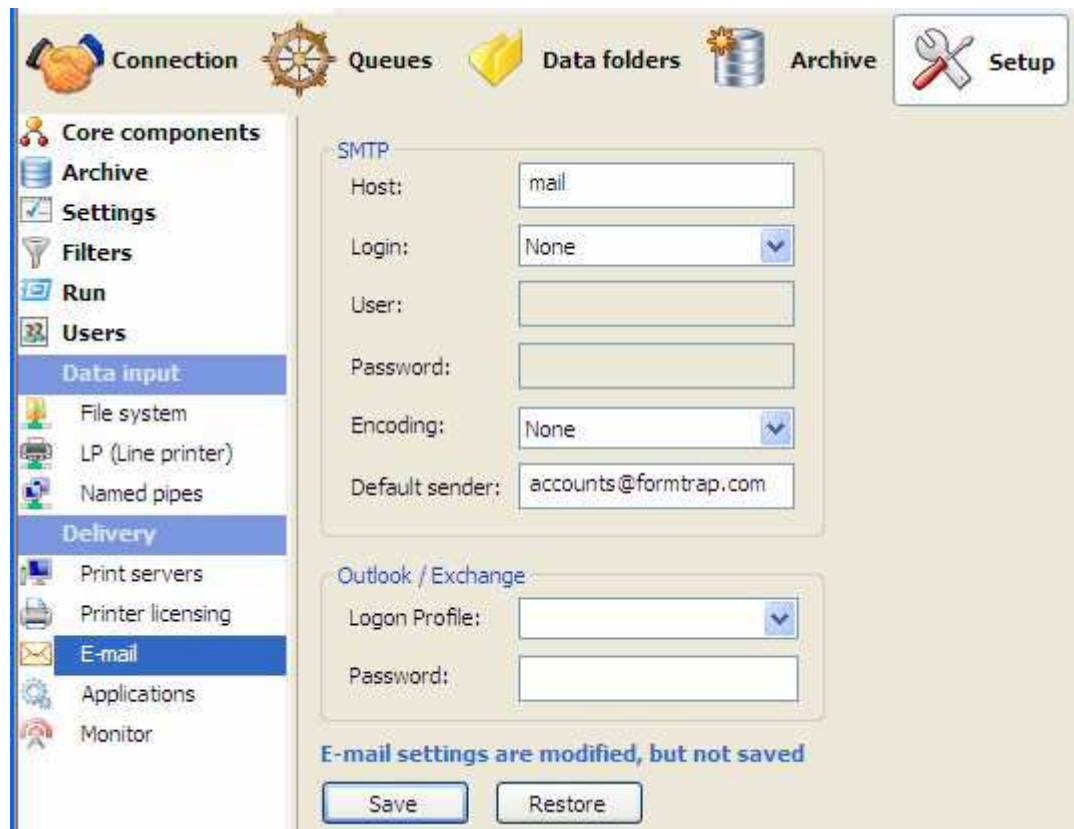 Connection Queues Data folders Archive Setup
Core components
Archive
Settings
Filters
Run
Users
Data input
File system
LP (Line printer)
Named pipes
Delivery
Print servers
Printer licensing
E-mail
Applications
Monitor
SMTP
Host: mail
Login: None
User:
Password:
Encoding: None
Default sender: accounts@formtrap.com
Outlook / Exchange
Logon Profile:
Password:
E-mail settings are modified, but not saved
Save Restore